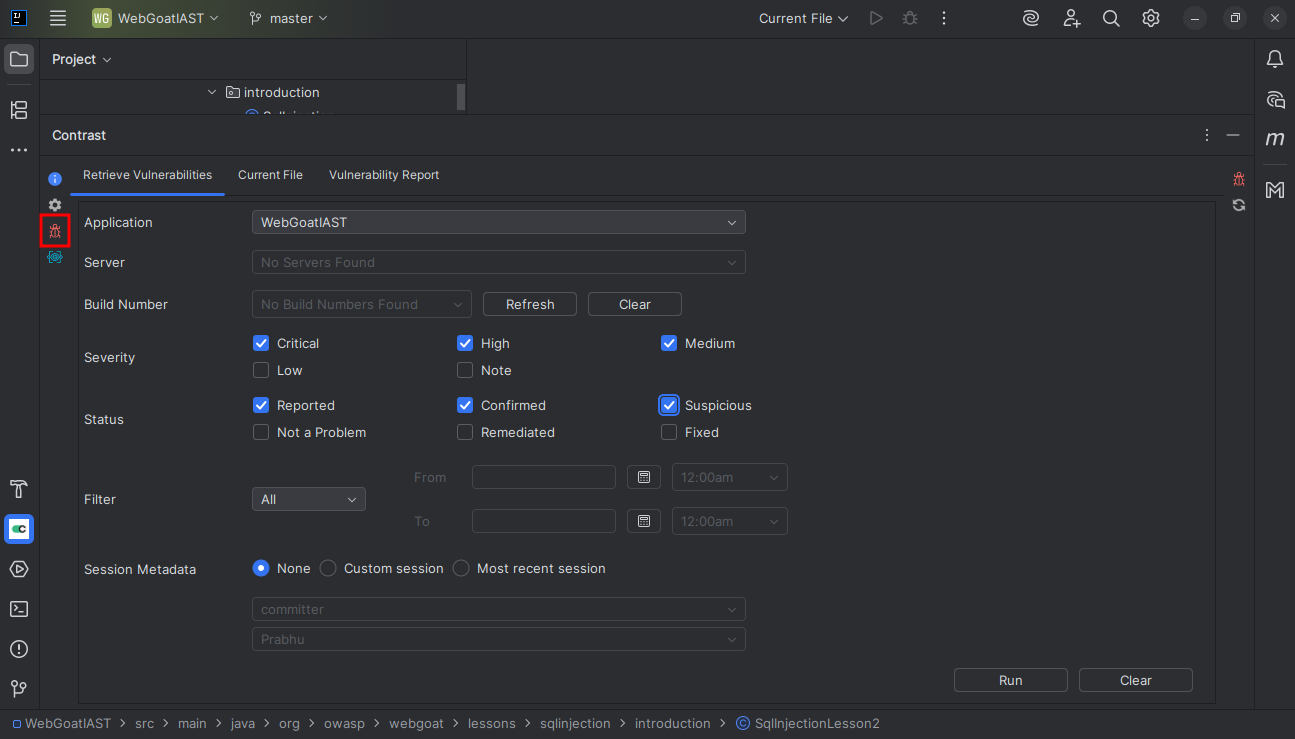 WG WebGoatIAST master Current File
Project
introduction
Contrast
Retrieve Vulnerabilities Current File Vulnerability Report
Application WebGoatIAST
Server No Servers Found
Build Number No Build Numbers Found Refresh Clear
Severity
Critical High Medium
Low Note
Status
Reported Confirmed Suspicious
Not a Problem Remediated Fixed
Filter All
From 12:00am
To 12:00am
Session Metadata None Custom session Most recent session
committer
Prabhu
Run Clear
WebGoatIAST > src > main > java > org > owasp > webgoat > lessons > sqlinjection > introduction > SqlInjectionLesson2